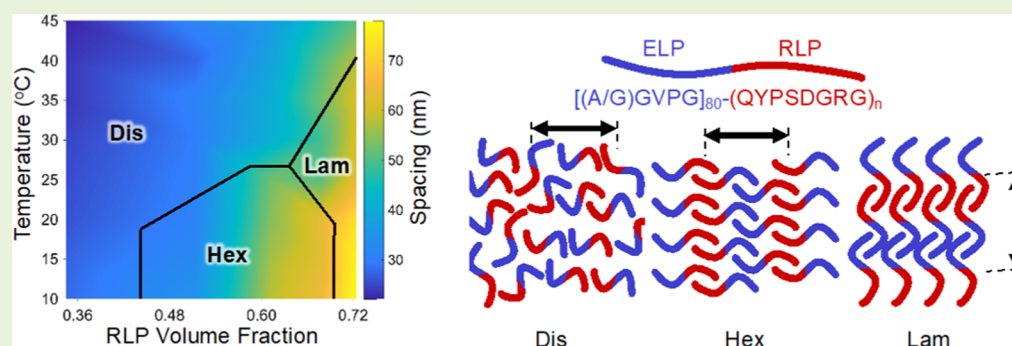 45
40
35
30
25
20
15
10
Temperature (°C)
Dis
Lam
Hex
0.36 0.48 0.60 0.72
RLP Volume Fraction
70
60
50
40
30
Spacing (nm)
ELP RLP
[(A/G)GVPG]80-(QYPSDGRG)n
Dis Hex Lam